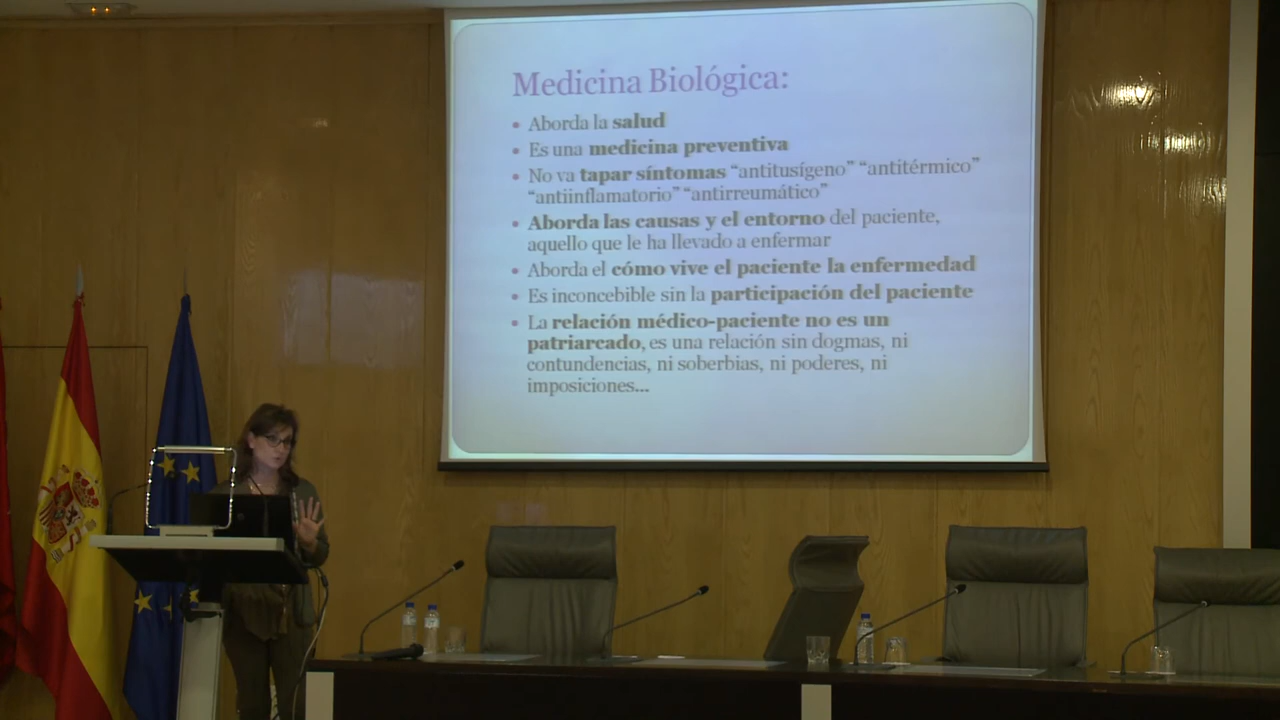 Medicina Biológica:
• Aborda la salud
• Es una medicina preventiva
• No va tapar síntomas “antitusígeno” “antitérmico”
“antiinflamatorio” “antirreumático”
• Aborda las causas y el entorno del paciente,
aquello que le ha llevado a enfermar
• Aborda el cómo vive el paciente la enfermedad
• Es inconcebible sin la participación del paciente
• La relación médico-paciente no es un
patriarcado, es una relación sin dogmas, ni
contundencias, ni soberbias, ni poderes, ni
imposiciones...